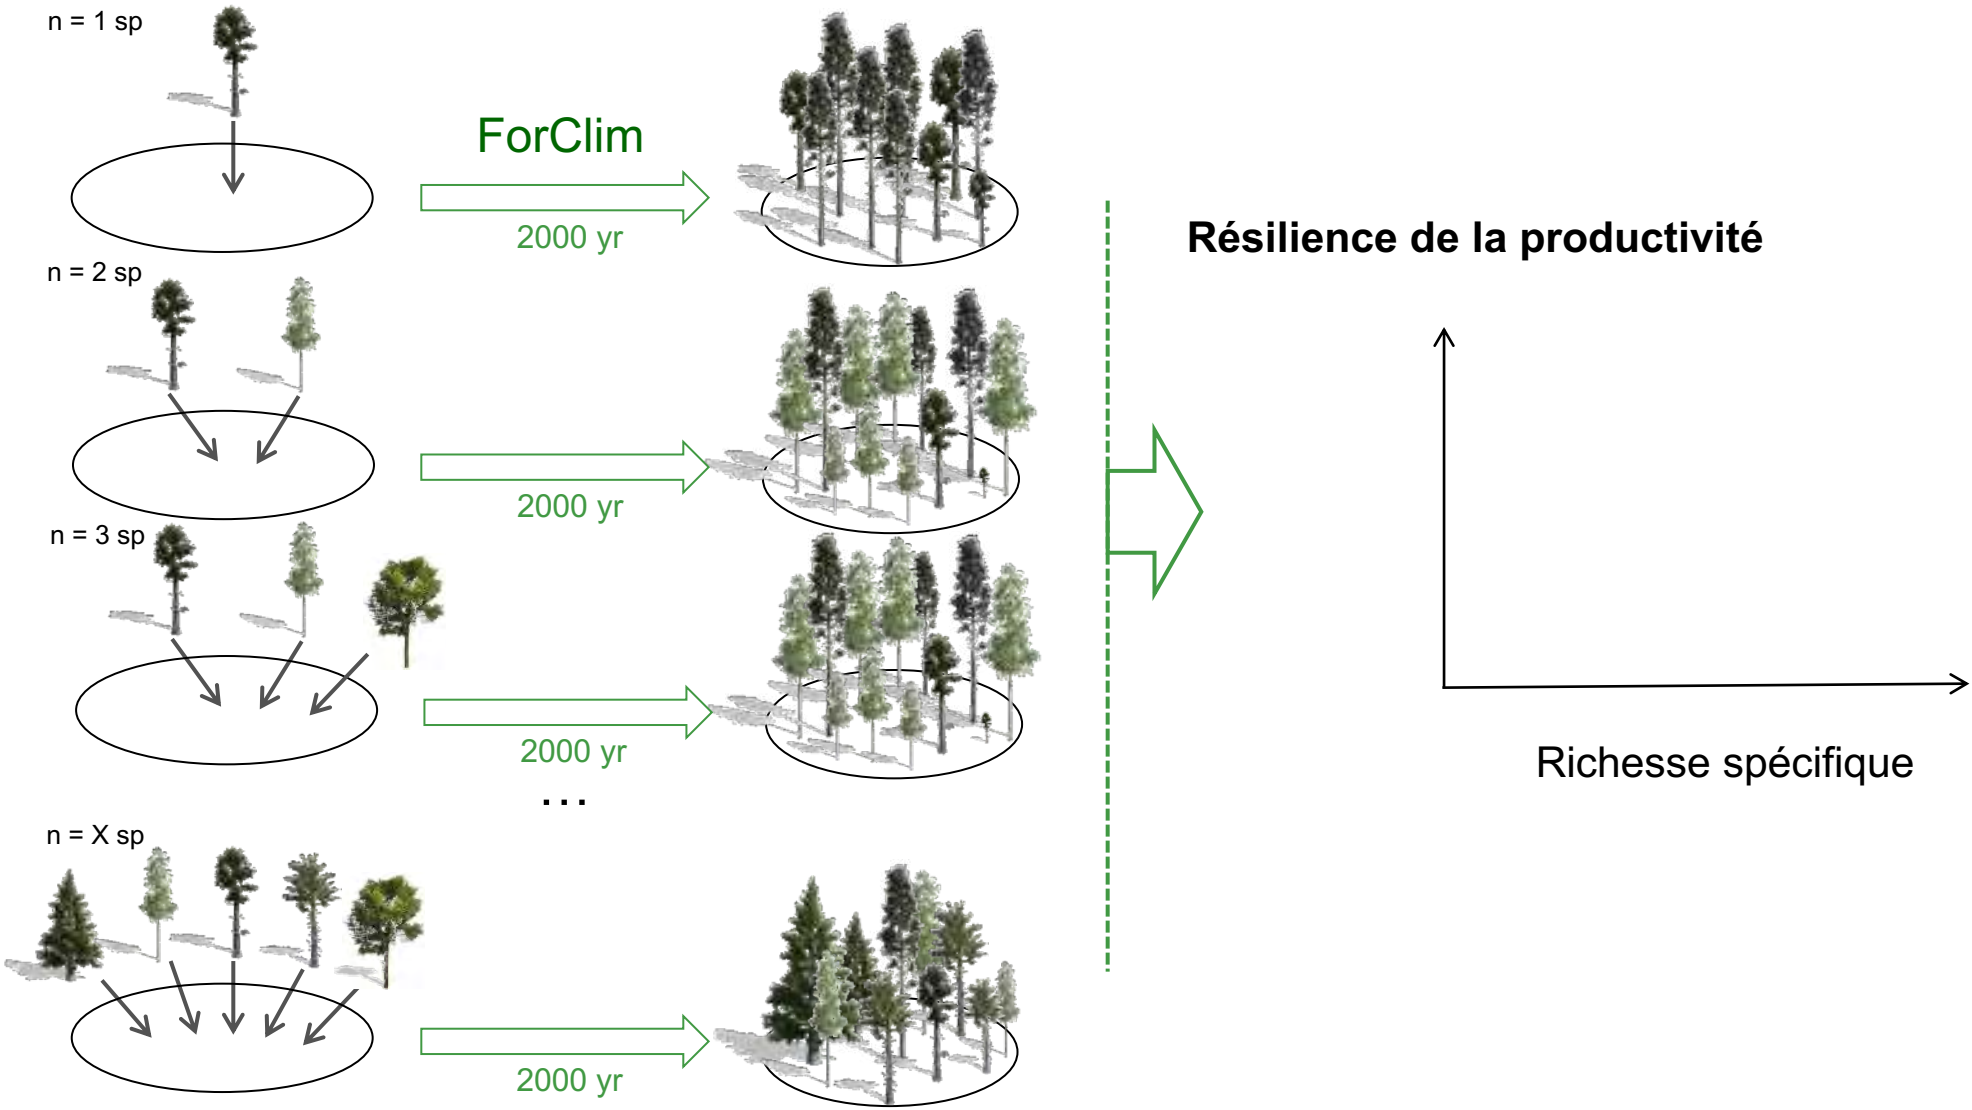 n = 1 sp
ForClim
2000 yr
n = 2 sp
2000 yr
n = 3 sp
2000 yr
...
n = X sp
2000 yr
Résilience de la productivité
Richesse spécifique